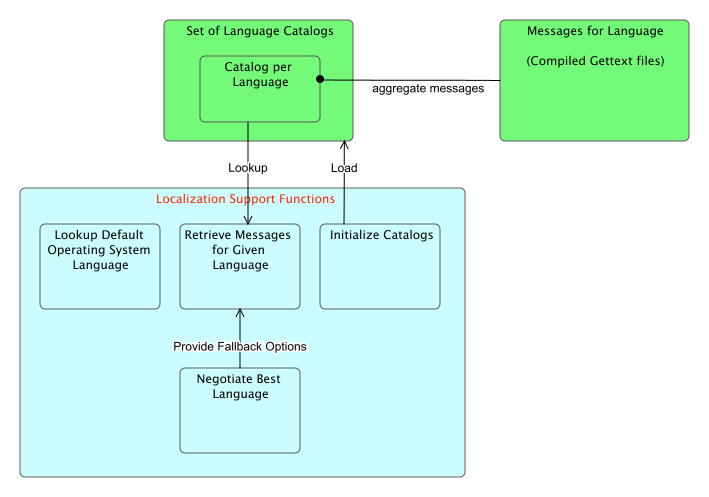 Set of Language Catalogs
Messages for Language
(Compiled Gettext files)
Catalog per
Language
aggregate messages
Lookup
Load
Localization Support Functions
Lookup Default
Operating System
Language
Retrieve Messages
for Given
Language
Initialize Catalogs
Provide Fallback Options
Negotiate Best
Language